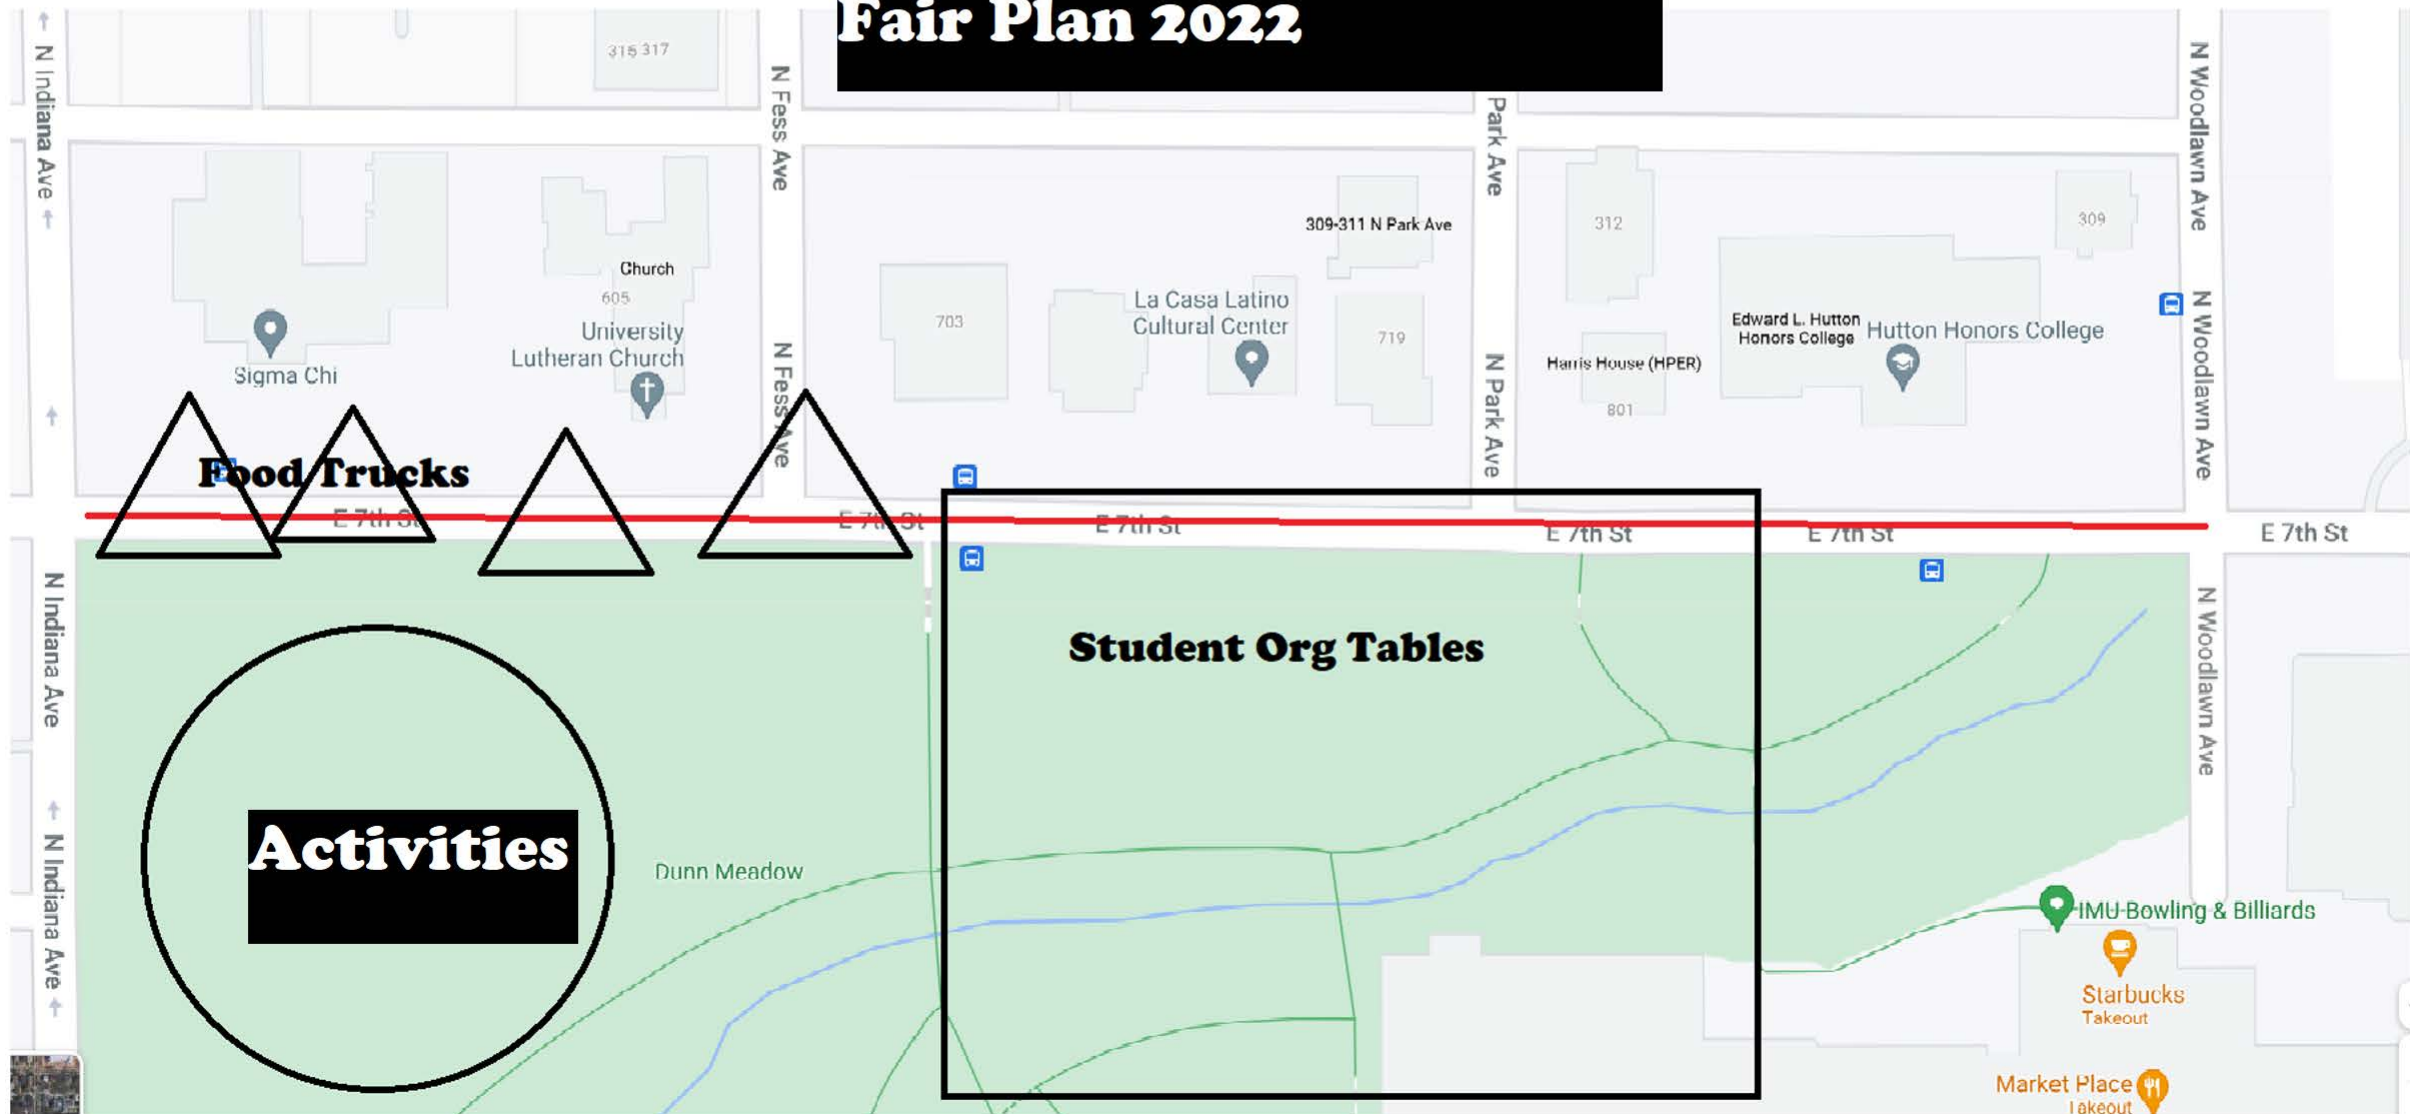 Fair Plan 2022
N Indiana Ave
315 317
N Fess Ave
Park Ave
N Woodlawn Ave
309-311 N Park Ave
312
309
Church
605
University
Lutheran Church
Sigma Chi
703
La Casa Latino
Cultural Center
719
N Fess Ave
N Park Ave
Harris House (HPER)
801
Edward L. Hutton
Honors College
Hutton Honors College
N Woodlawn Ave
Food Trucks
E 7th St
E 7th St
E 7th St
E 7th St
E 7th St
E 7th St
N Indiana Ave
Student Org Tables
N Woodlawn Ave
Activities
Dunn Meadow
N Indiana Ave
IMU Bowling & Billiards
Starbucks
Takeout
Market Place
Takeout